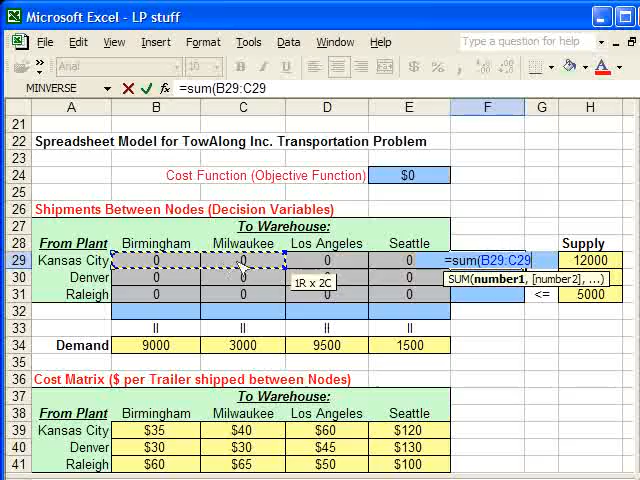 Microsoft Excel - LP stuff
File Edit View Insert Format Tools Data Window Help Type a question for help
Arial 10 B I U
MINVERSE =sum(B29:C29
A B C D E F G H
21
22 Spreadsheet Model for TowAlong Inc. Transportation Problem
23
24 Cost Function (Objective Function) $0
25
26 Shipments Between Nodes (Decision Variables)
27 To Warehouse:
28 From Plant Birmingham Milwaukee Los Angeles Seattle Supply
29 Kansas City 0 0 0 0 =sum(B29:C29 12000
30 Denver 0 0 0
SUM(number1, [number2], ...)
1R x 2C
31 Raleigh 0 0 0 0 <= 5000
32
33 = = = =
34 Demand 9000 3000 9500 1500
35
36 Cost Matrix ($ per Trailer shipped between Nodes)
37 To Warehouse:
38 From Plant Birmingham Milwaukee Los Angeles Seattle
39 Kansas City $35 $40 $60 $120
40 Denver $30 $30 $45 $130
41 Raleigh $60 $65 $50 $100